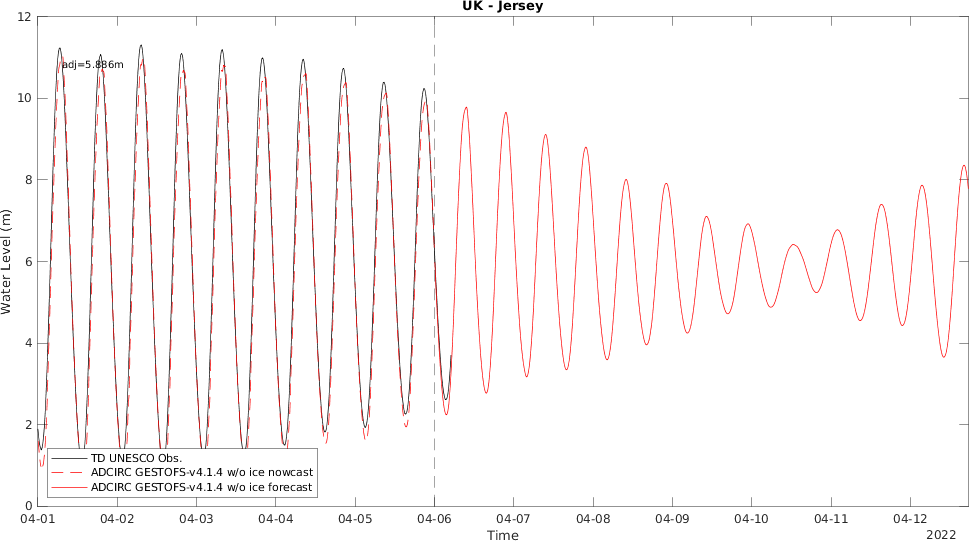 UK - Jersey
12
adj=5.886m
10
8
6
4
2
0
Water Level (m)
TD UNESCO Obs.
ADCIRC GESTOFS-v4.1.4 w/o ice nowcast
ADCIRC GESTOFS-v4.1.4 w/o ice forecast
04-01 04-02 04-03 04-04 04-05 04-06 04-07 04-08 04-09 04-10 04-11 04-12
Time
2022